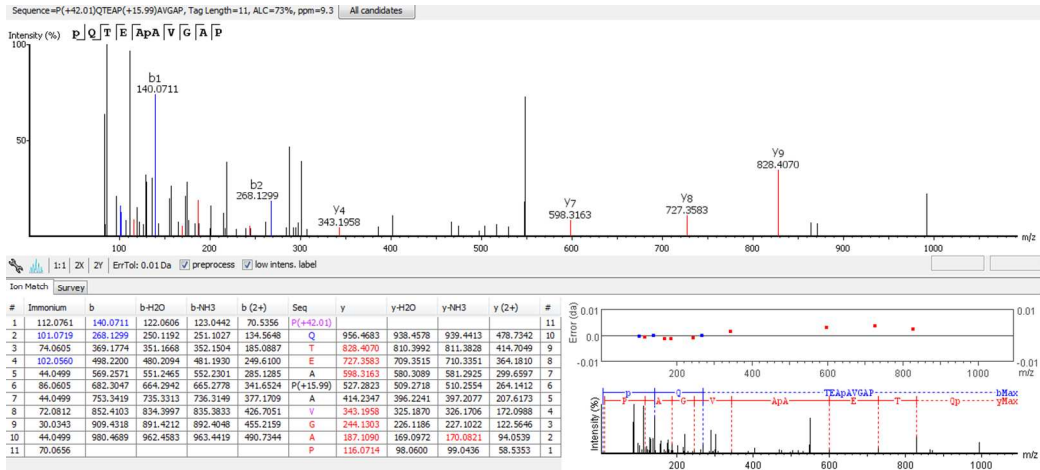 Sequence=P(+42.01)QTEAP(+15.99)AVGAP, Tag Length=11, ALC=73%, ppm=9.3 All candidates
Intensity (%) p Q T E A p A V G A P
100
50
b1
140.0711
b2
268.1299
y4
343.1958
y7
598.3163
y8
727.3583
y9
828.4070
100 200 300 400 500 600 700 800 900 1000 m/z
1:1 2X 2Y ErrTol: 0.01 Da preprocess low intens. label
Ion Match Survey
# Immonium b b-H2O b-NH3 b (2+) Seq y y-H2O y-NH3 y (2+) #
1 112.0761 140.0711 122.0606 123.0442 70.5356 P(+42.01) 11
2 101.0719 268.1299 250.1192 251.1027 134.5648 Q 956.4683 938.4578 939.4413 478.7342 10
3 74.0605 369.1774 351.1668 352.1504 185.0887 T 828.4070 810.3992 811.3828 414.7049 9
4 102.0560 498.2200 480.2094 481.1930 249.6100 E 727.3583 709.3515 710.3351 364.1810 8
5 44.0499 569.2571 551.2465 552.2301 285.1285 A 598.3163 580.3089 581.2925 299.6597 7
6 86.0605 682.3047 664.2942 665.2778 341.6524 P(+15.99) 527.2823 509.2718 510.2554 264.1412 6
7 44.0499 753.3419 735.3313 736.3149 377.1709 A 414.2347 396.2241 397.2077 207.6173 5
8 72.0812 852.4103 834.3997 835.3833 426.7051 V 343.1958 325.1870 326.1706 172.0988 4
9 30.0343 909.4318 891.4212 892.4048 455.2159 G 244.1303 226.1186 227.1022 122.5646 3
10 44.0499 980.4689 962.4583 963.4419 490.7344 A 187.1090 169.0972 170.0821 94.0539 2
11 70.0656 P 116.0714 98.0600 99.0436 58.5353 1
Error (da)
0.01
0.0
-0.01
0.01
0.0
-0.01
200 400 600 800 1000 m/z
Intensity (%)
p Q TEApAVGAP bMax
P A G V ApA E T Qp yMax
200 400 600 800 1000 m/z